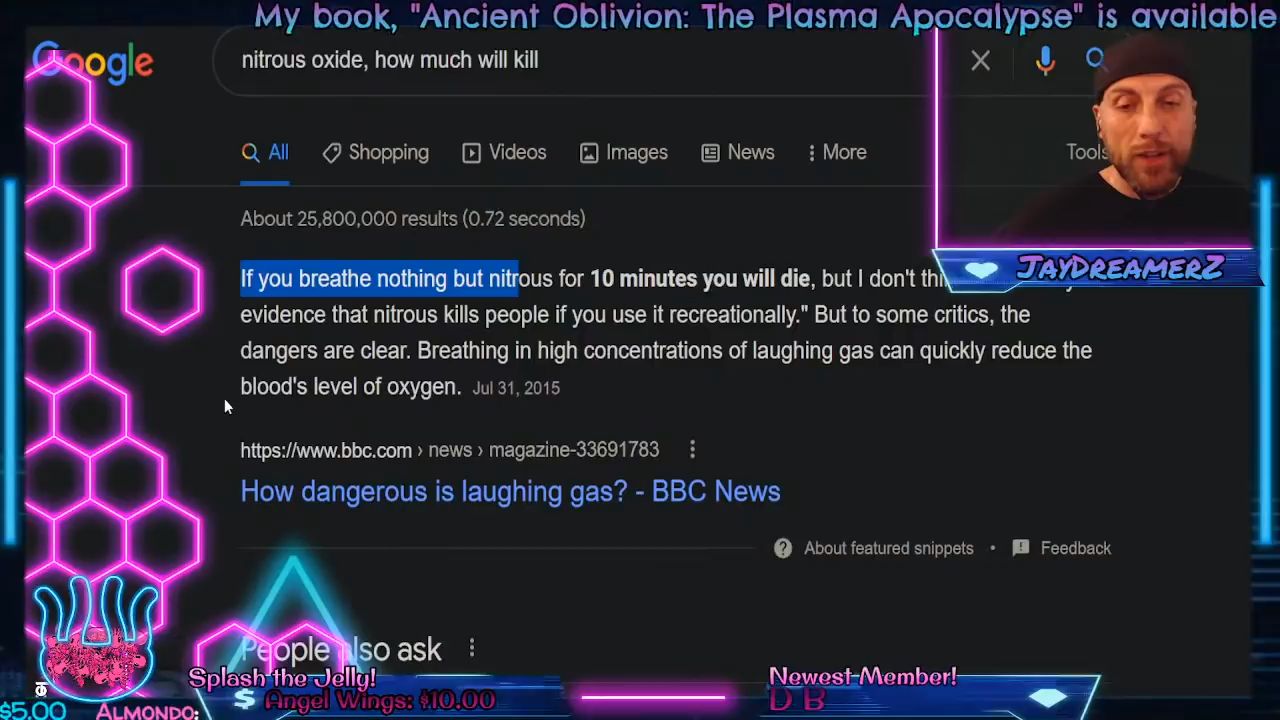 My book, "Ancient Oblivion: The Plasma Apocalypse" is available
Google
nitrous oxide, how much will kill
All
Shopping
Videos
Images
News
More
Tools
About 25,800,000 results (0.72 seconds)
If you breathe nothing but nitrous for 10 minutes you will die, but I don't
evidence that nitrous kills people if you use it recreationally." But to some critics, the
dangers are clear. Breathing in high concentrations of laughing gas can quickly reduce the
blood's level of oxygen. Jul 31, 2015
https://www.bbc.com › news › magazine-33691783
How dangerous is laughing gas? - BBC News
About featured snippets • Feedback
People also ask
JayDreamerZ
Splash the Jelly!
$ Angel Wings: $10.00
Newest Member!
D B
$5.00
Almondo: